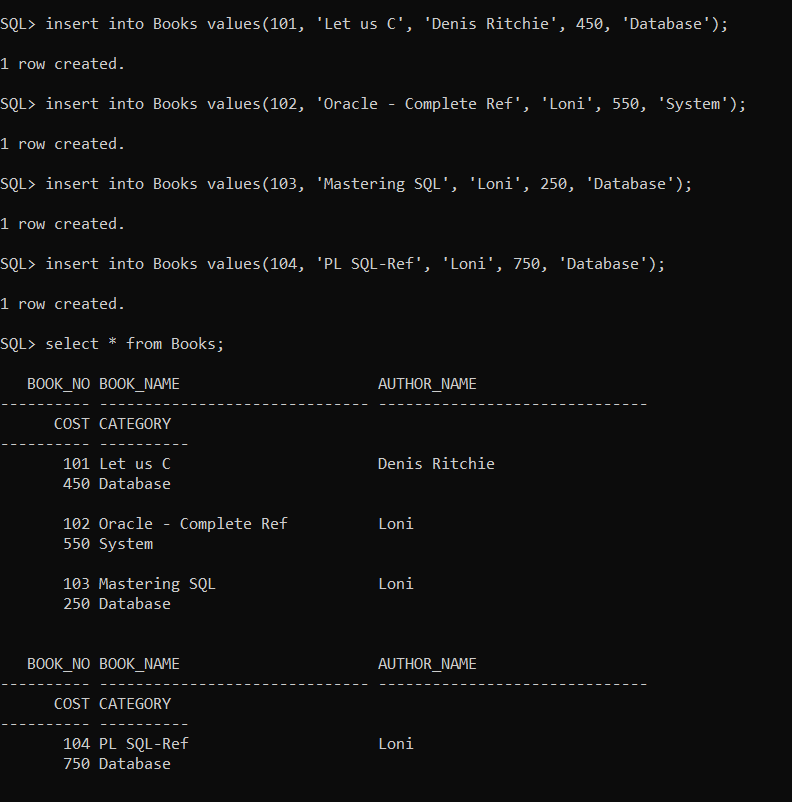 SQL> insert into Books values(101, 'Let us C', 'Denis Ritchie', 450, 'Database');
1 row created.
SQL> insert into Books values(102, 'Oracle - Complete Ref', 'Loni', 550, 'System');
1 row created.
SQL> insert into Books values(103, 'Mastering SQL', 'Loni', 250, 'Database');
1 row created.
SQL> insert into Books values(104, 'PL SQL-Ref', 'Loni', 750, 'Database');
1 row created.
SQL> select * from Books;
   BOOK_NO BOOK_NAME                      AUTHOR_NAME
---------- ------------------------------ ------------------------------
      COST CATEGORY
---------- ----------
       101 Let us C                       Denis Ritchie
       450 Database
       102 Oracle - Complete Ref          Loni
       550 System
       103 Mastering SQL                  Loni
       250 Database
   BOOK_NO BOOK_NAME                      AUTHOR_NAME
---------- ------------------------------ ------------------------------
      COST CATEGORY
---------- ----------
       104 PL SQL-Ref                     Loni
       750 Database